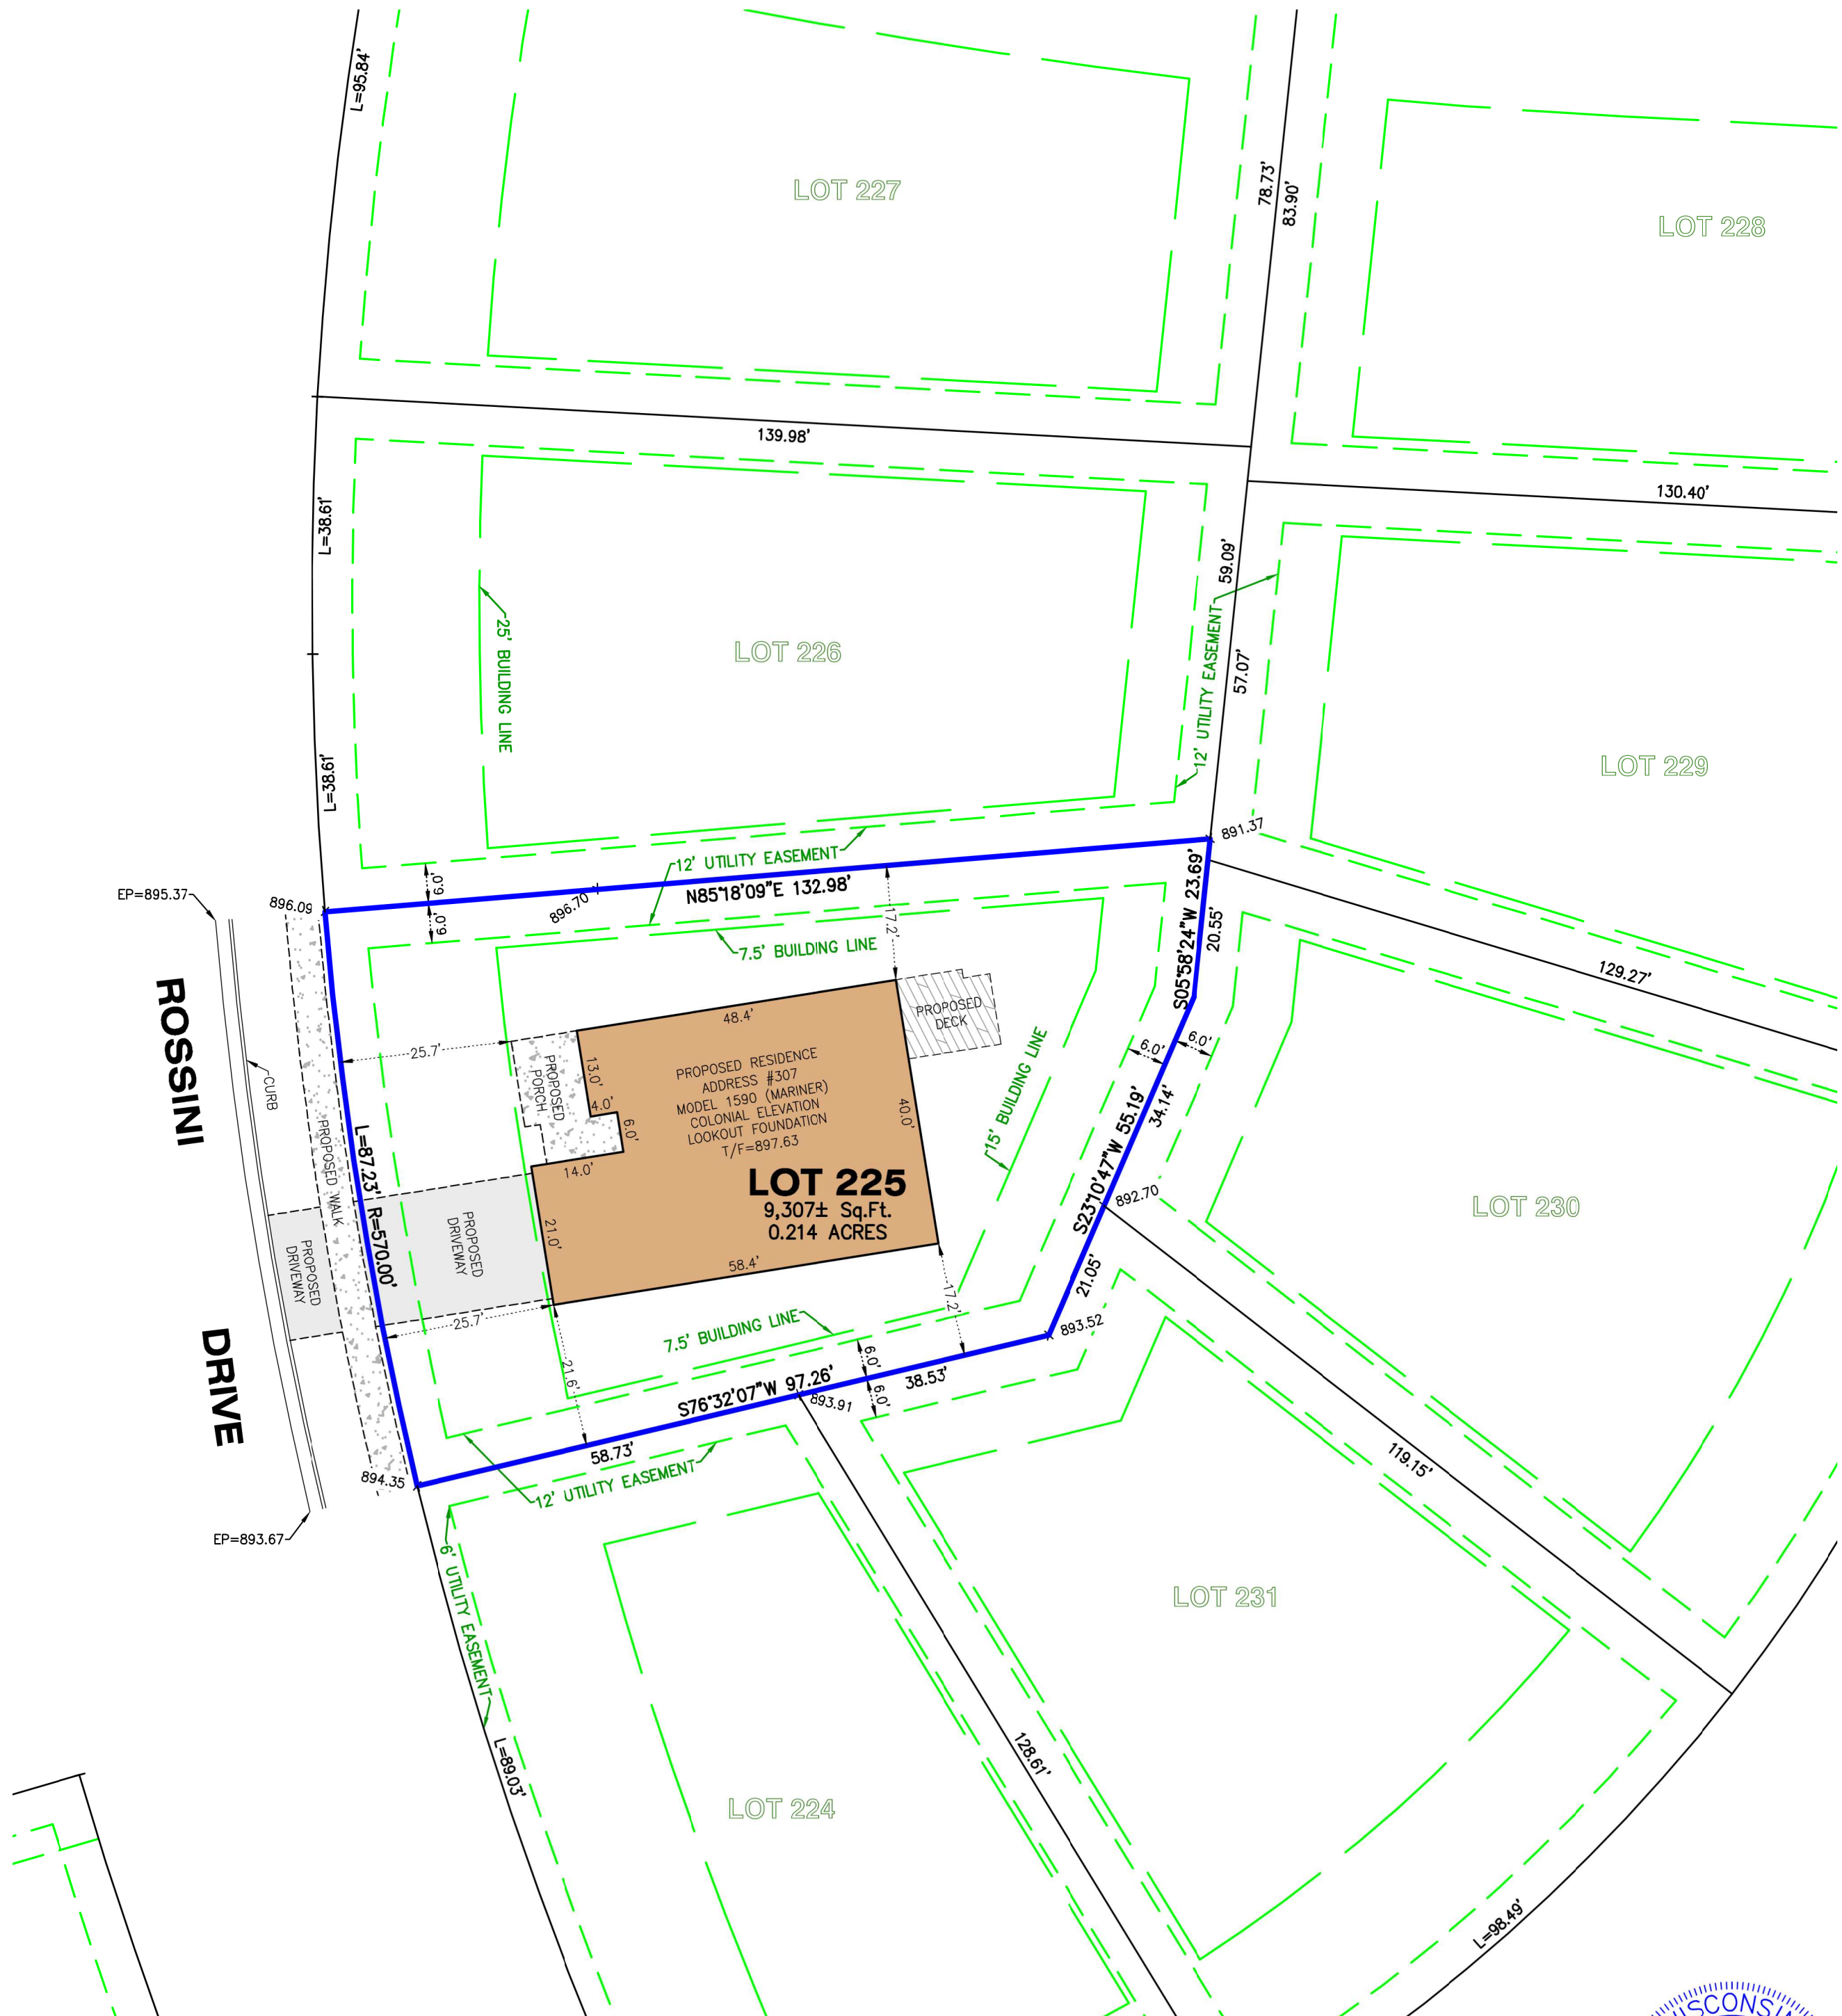 L=95.84'
LOT 227
78.73'
83.90'
LOT 228
139.98'
130.40'
L=38.61'
59.09'
25' BUILDING LINE
LOT 226
12' UTILITY EASEMENT
57.07'
LOT 229
L=38.61'
891.37
12' UTILITY EASEMENT
N85°18'09"E 132.98'
6.0'
6.0'
896.70
EP=895.37
896.09
17.2'
7.5' BUILDING LINE
S05°58'24"W 23.69'
20.55'
129.27'
ROSSINI
DRIVE
CURB
PROPOSED WALK
25.7'
48.4'
PROPOSED
PORCH
13.0'
4.0'
6.0'
14.0'
PROPOSED RESIDENCE
ADDRESS #307
MODEL 1590 (MARINER)
COLONIAL ELEVATION
LOOKOUT FOUNDATION
T/F=897.63
40.0'
PROPOSED
DECK
15' BUILDING LINE
6.0'
6.0'
S23°10'47"W 55.19'
34.14'
L=87.23' R=570.00'
LOT 225
9,307± Sq.Ft.
0.214 ACRES
892.70
LOT 230
PROPOSED
DRIVEWAY
PROPOSED
DRIVEWAY
21.0'
58.4'
21.05'
25.7'
17.2'
7.5' BUILDING LINE
893.52
21.6'
6.0'
6.0'
S76°32'07"W 97.26'
38.53'
893.91
58.73'
894.35
12' UTILITY EASEMENT
EP=893.67
119.15'
6' UTILITY EASEMENT
LOT 231
L=89.03'
128.61'
LOT 224
L=98.49'